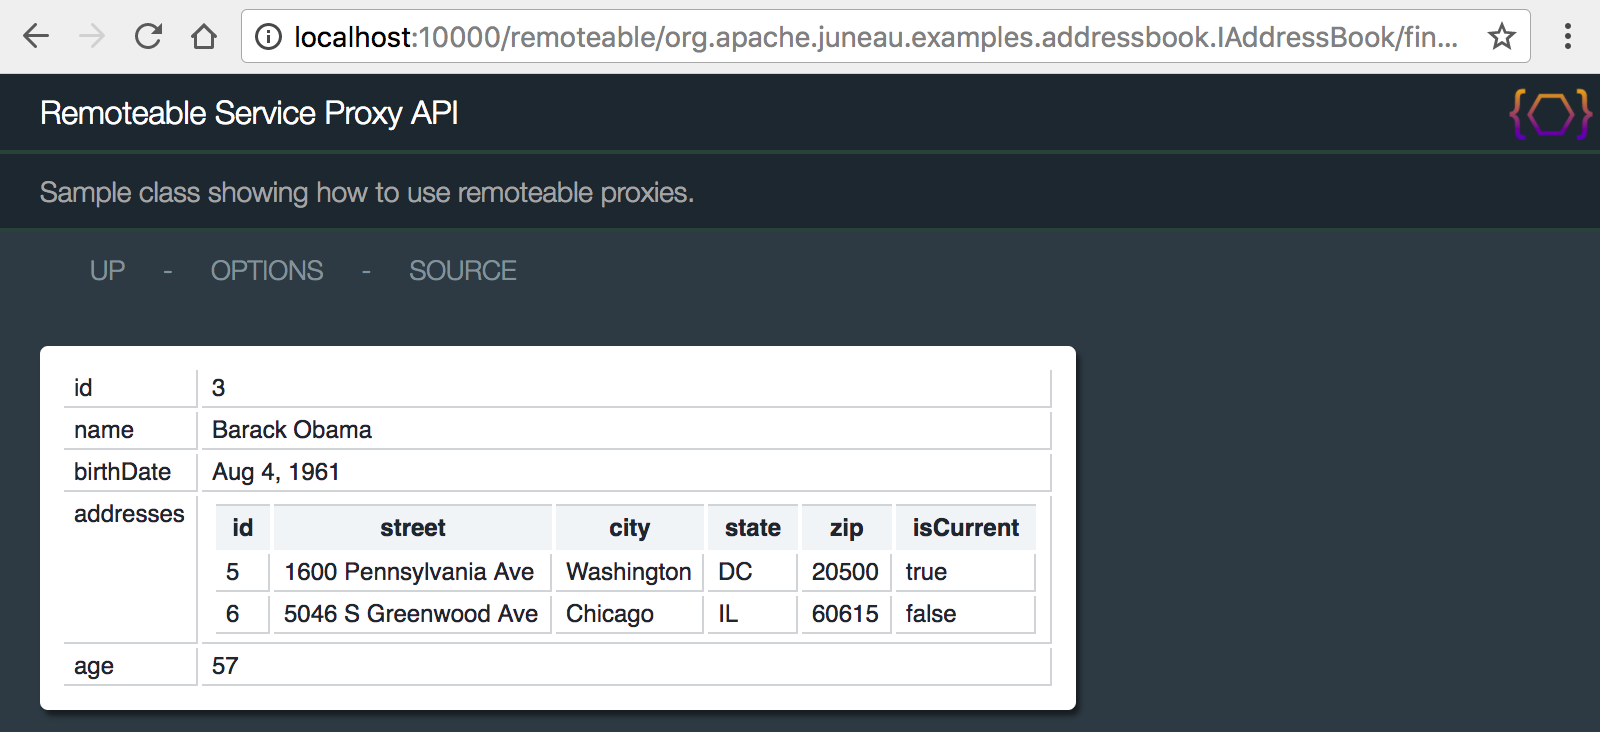 localhost:10000/remoteable/org.apache.juneau.examples.addressbook.IAddressBook/fin...
Remoteable Service Proxy API
Sample class showing how to use remoteable proxies.
UP - OPTIONS - SOURCE
id 3
name Barack Obama
birthDate Aug 4, 1961
addresses
id street city state zip isCurrent
5 1600 Pennsylvania Ave Washington DC 20500 true
6 5046 S Greenwood Ave Chicago IL 60615 false
age 57